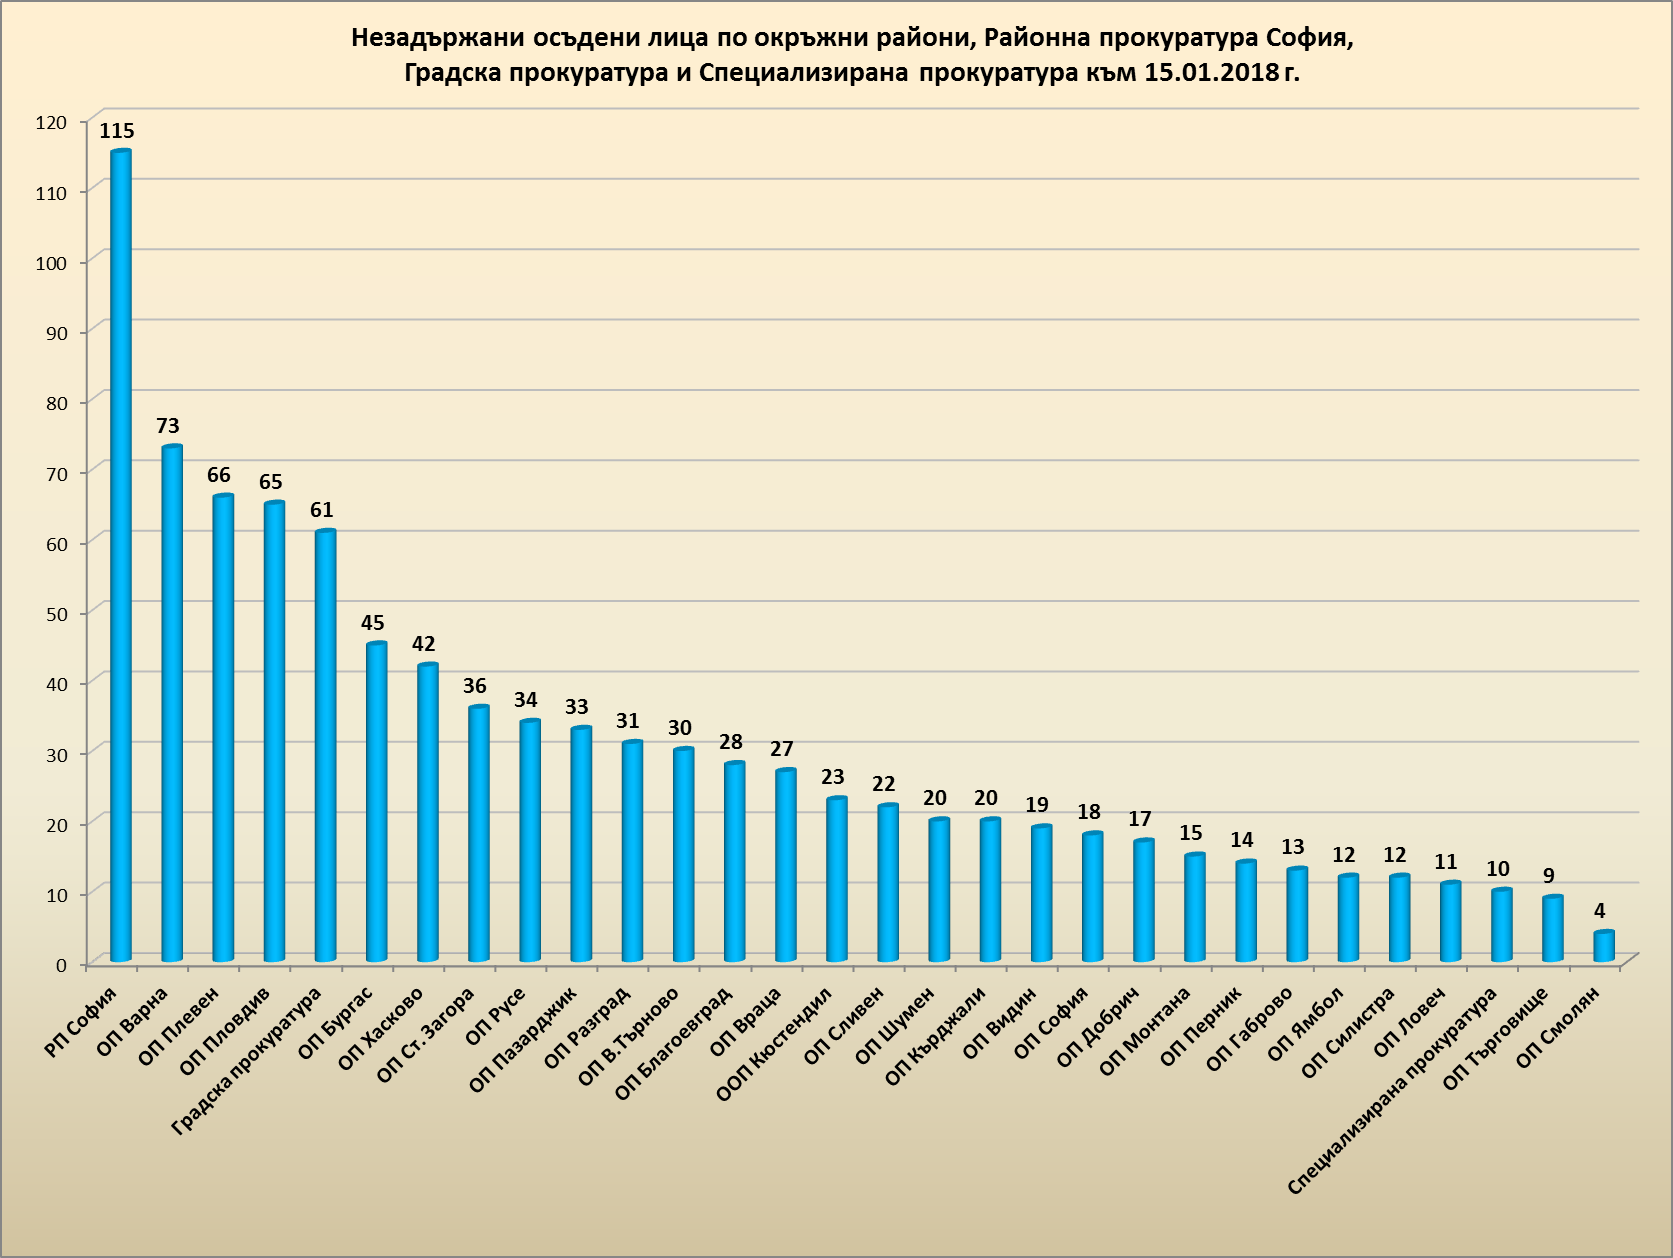 Незадържани осъдени лица по окръжни райони, Районна прокуратура София,
Градска прокуратура и Специализирана прокуратура към 15.01.2018 г.
120
110
100
90
80
70
60
50
40
30
20
10
0
115
73
66
65
61
45
42
36
34
33
31
30
28
27
23
22
20
20
19
18
17
15
14
13
12
12
11
10
9
4
РП София
ОП Варна
ОП Плевен
ОП Пловдив
Градска прокуратура
ОП Бургас
ОП Хасково
ОП Ст. Загора
ОП Русе
ОП Пазарджик
ОП Разград
ОП В.Търново
ОП Благоевград
ОП Враца
ООП Кюстендил
ОП Сливен
ОП Шумен
ОП Кърджали
ОП Видин
ОП София
ОП Добрич
ОП Монтана
ОП Перник
ОП Габрово
ОП Ямбол
ОП Силистра
ОП Ловеч
Специализирана прокуратура
ОП Търговище
ОП Смолян